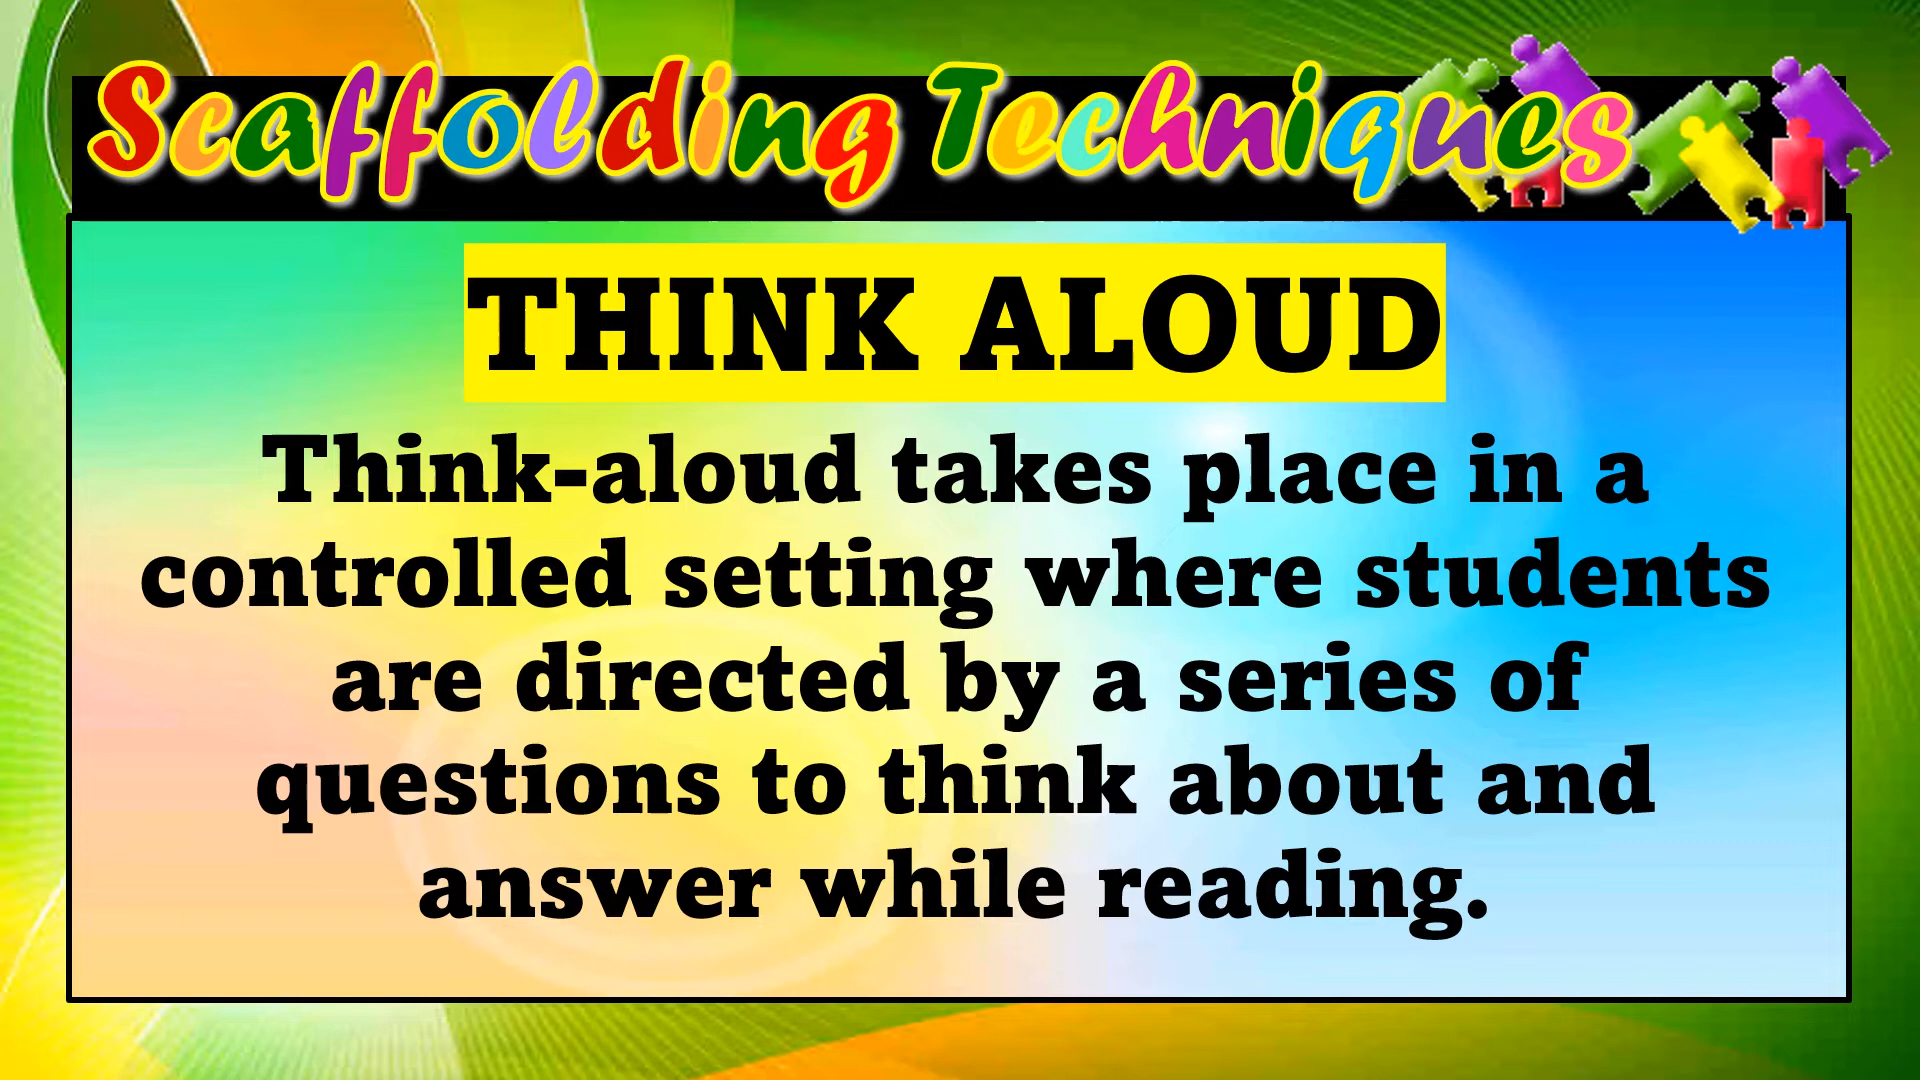 Scaffolding Techniques
THINK ALOUD
Think-aloud takes place in a
controlled setting where students
are directed by a series of
questions to think about and
answer while reading.